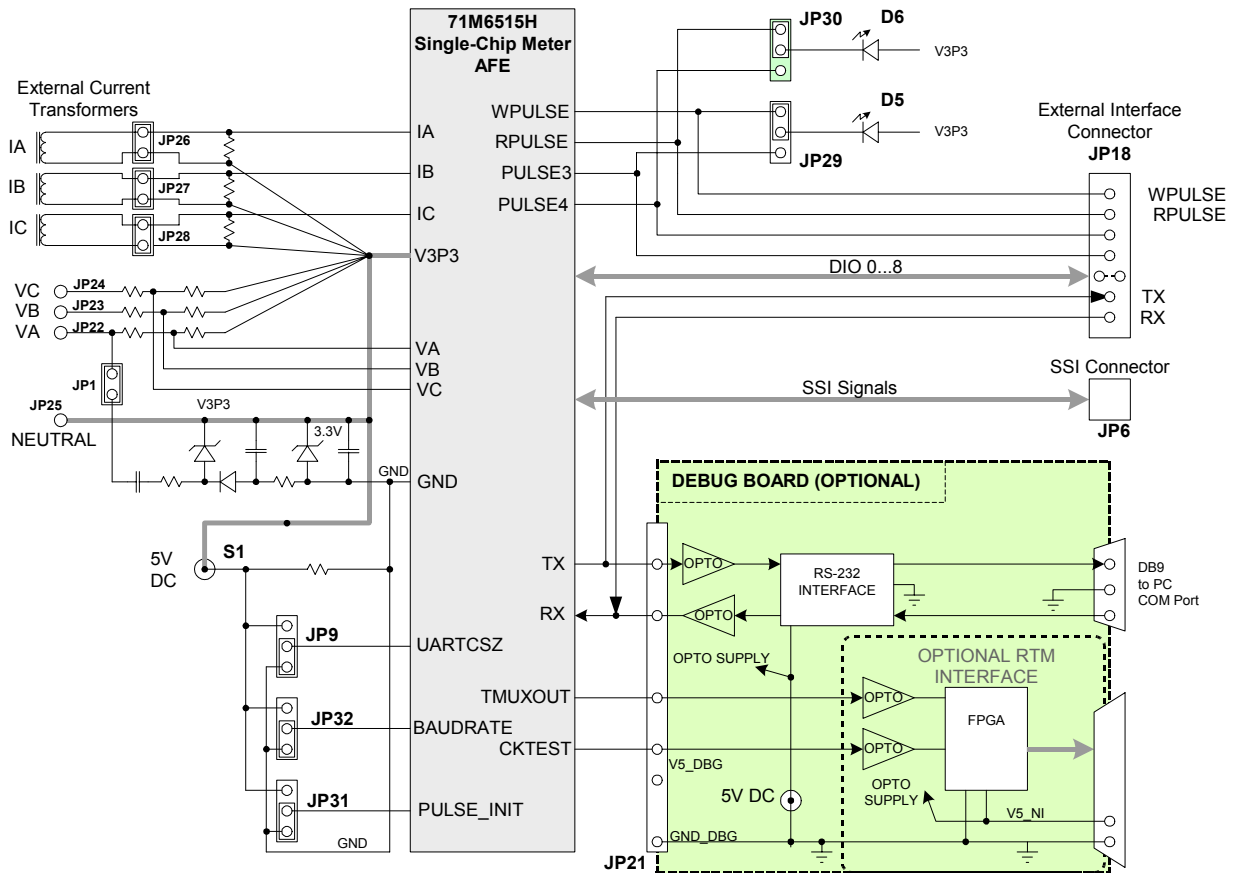 71M6515H
Single-Chip Meter
AFE
External Current
Transformers
IA
IB
IC
JP26
JP27
JP28
IA
IB
IC
V3P3
VC
VB
VA
JP24
JP23
JP22
VA
VB
VC
JP1
JP25
NEUTRAL
V3P3
3.3V
GND
GND
5V
DC
S1
JP9
JP32
JP31
GND
UARTCSZ
BAUDRATE
PULSE_INIT
WPULSE
RPULSE
PULSE3
PULSE4
JP30
D6
V3P3
D5
V3P3
JP29
External Interface
Connector
JP18
WPULSE
RPULSE
DIO 0...8
TX
RX
SSI Connector
SSI Signals
JP6
DEBUG BOARD (OPTIONAL)
TX
RX
TMUXOUT
CKTEST
OPTO
OPTO
RS-232
INTERFACE
DB9
to PC
COM Port
OPTO SUPPLY
OPTIONAL RTM
INTERFACE
OPTO
OPTO
FPGA
V5_DBG
5V DC
OPTO
SUPPLY
V5_NI
GND_DBG
JP21